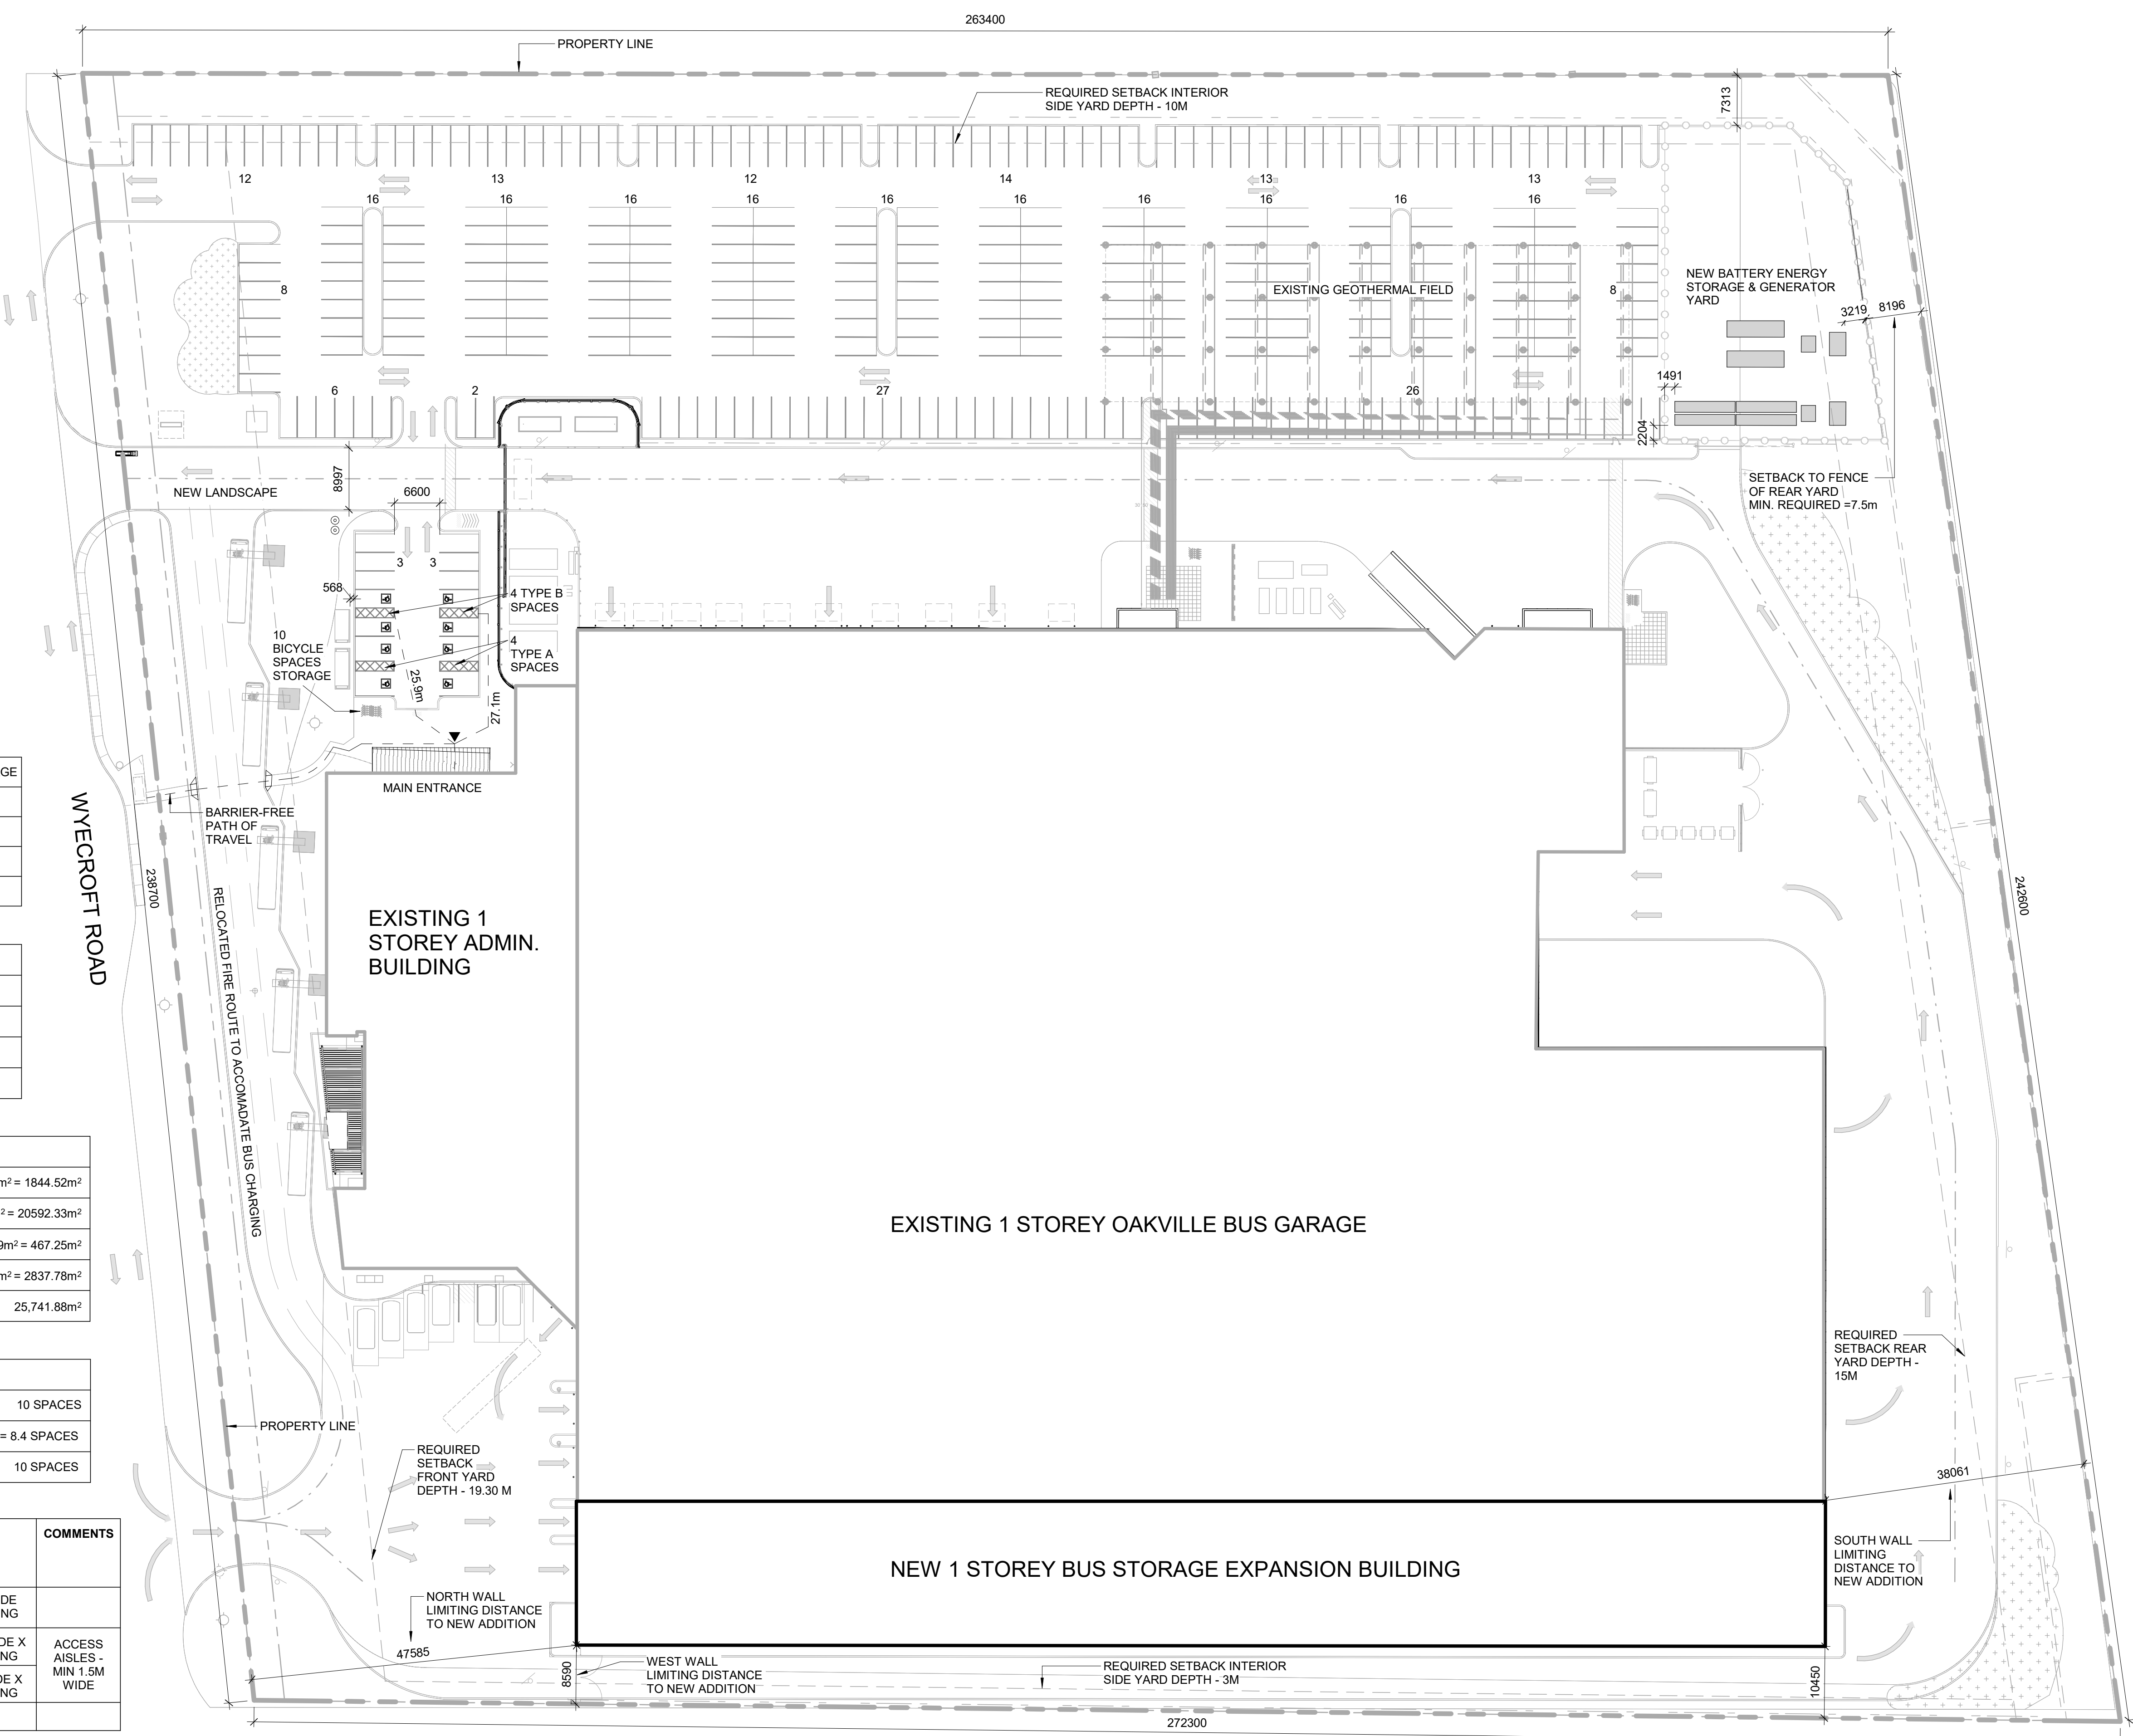 263400
PROPERTY LINE
REQUIRED SETBACK INTERIOR
SIDE YARD DEPTH - 10M
7313
12
13
12
14
13
13
16
16
16
16
16
16
16
16
16
16
8
EXISTING GEOTHERMAL FIELD
8
NEW BATTERY ENERGY
STORAGE & GENERATOR
YARD
3219
8196
1491
6
2
27
26
2204
SETBACK TO FENCE
OF REAR YARD
MIN. REQUIRED =7.5m
NEW LANDSCAPE
8997
6600
3
3
568
4 TYPE B
SPACES
4
TYPE A
SPACES
10
BICYCLE
SPACES
STORAGE
25.9m
27.1m
MAIN ENTRANCE
BARRIER-FREE
PATH OF
TRAVEL
WYECROFT ROAD
238700
RELOCATED FIRE ROUTE TO ACCOMADATE BUS CHARGING
EXISTING 1
STOREY ADMIN.
BUILDING
242600
EXISTING 1 STOREY OAKVILLE BUS GARAGE
REQUIRED
SETBACK REAR
YARD DEPTH -
15M
PROPERTY LINE
REQUIRED
SETBACK
FRONT YARD
DEPTH - 19.30 M
38061
NEW 1 STOREY BUS STORAGE EXPANSION BUILDING
SOUTH WALL
LIMITING
DISTANCE TO
NEW ADDITION
NORTH WALL
LIMITING DISTANCE
TO NEW ADDITION
47585
8590
WEST WALL
LIMITING DISTANCE
TO NEW ADDITION
REQUIRED SETBACK INTERIOR
SIDE YARD DEPTH - 3M
10450
272300
GE
m² = 1844.52m²
² = 20592.33m²
9m² = 467.25m²
m² = 2837.78m²
25,741.88m²
10 SPACES
= 8.4 SPACES
10 SPACES
COMMENTS
DE
NG
DE X
NG
DE X
NG
ACCESS
AISLES -
MIN 1.5M
WIDE